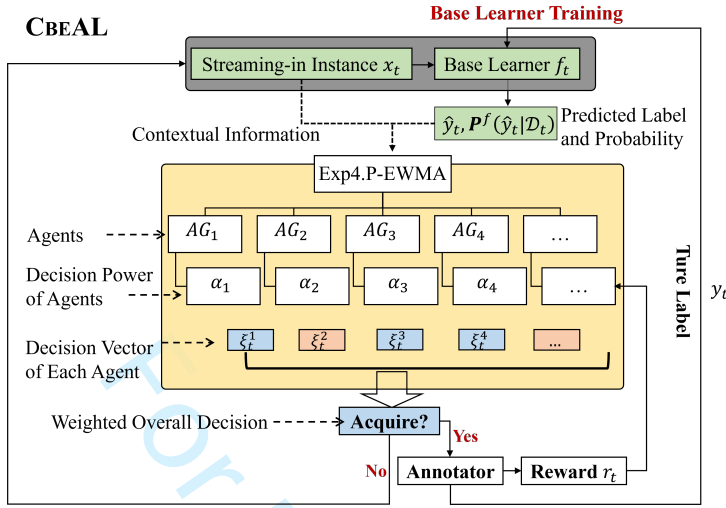 Base Learner Training
CBEAL
Streaming-in Instance x_t
Base Learner f_t
ŷ_t, P^f(ŷ_t|D_t)
Predicted Label
and Probability
Contextual Information
Exp4.P-EWMA
Agents
AG_1
AG_2
AG_3
AG_4
...
Decision Power
of Agents
α_1
α_2
α_3
α_4
...
Decision Vector
of Each Agent
ξ_t^1
ξ_t^2
ξ_t^3
ξ_t^4
...
Ture Label
y_t
Weighted Overall Decision
Acquire?
Yes
No
Annotator
Reward r_t
For